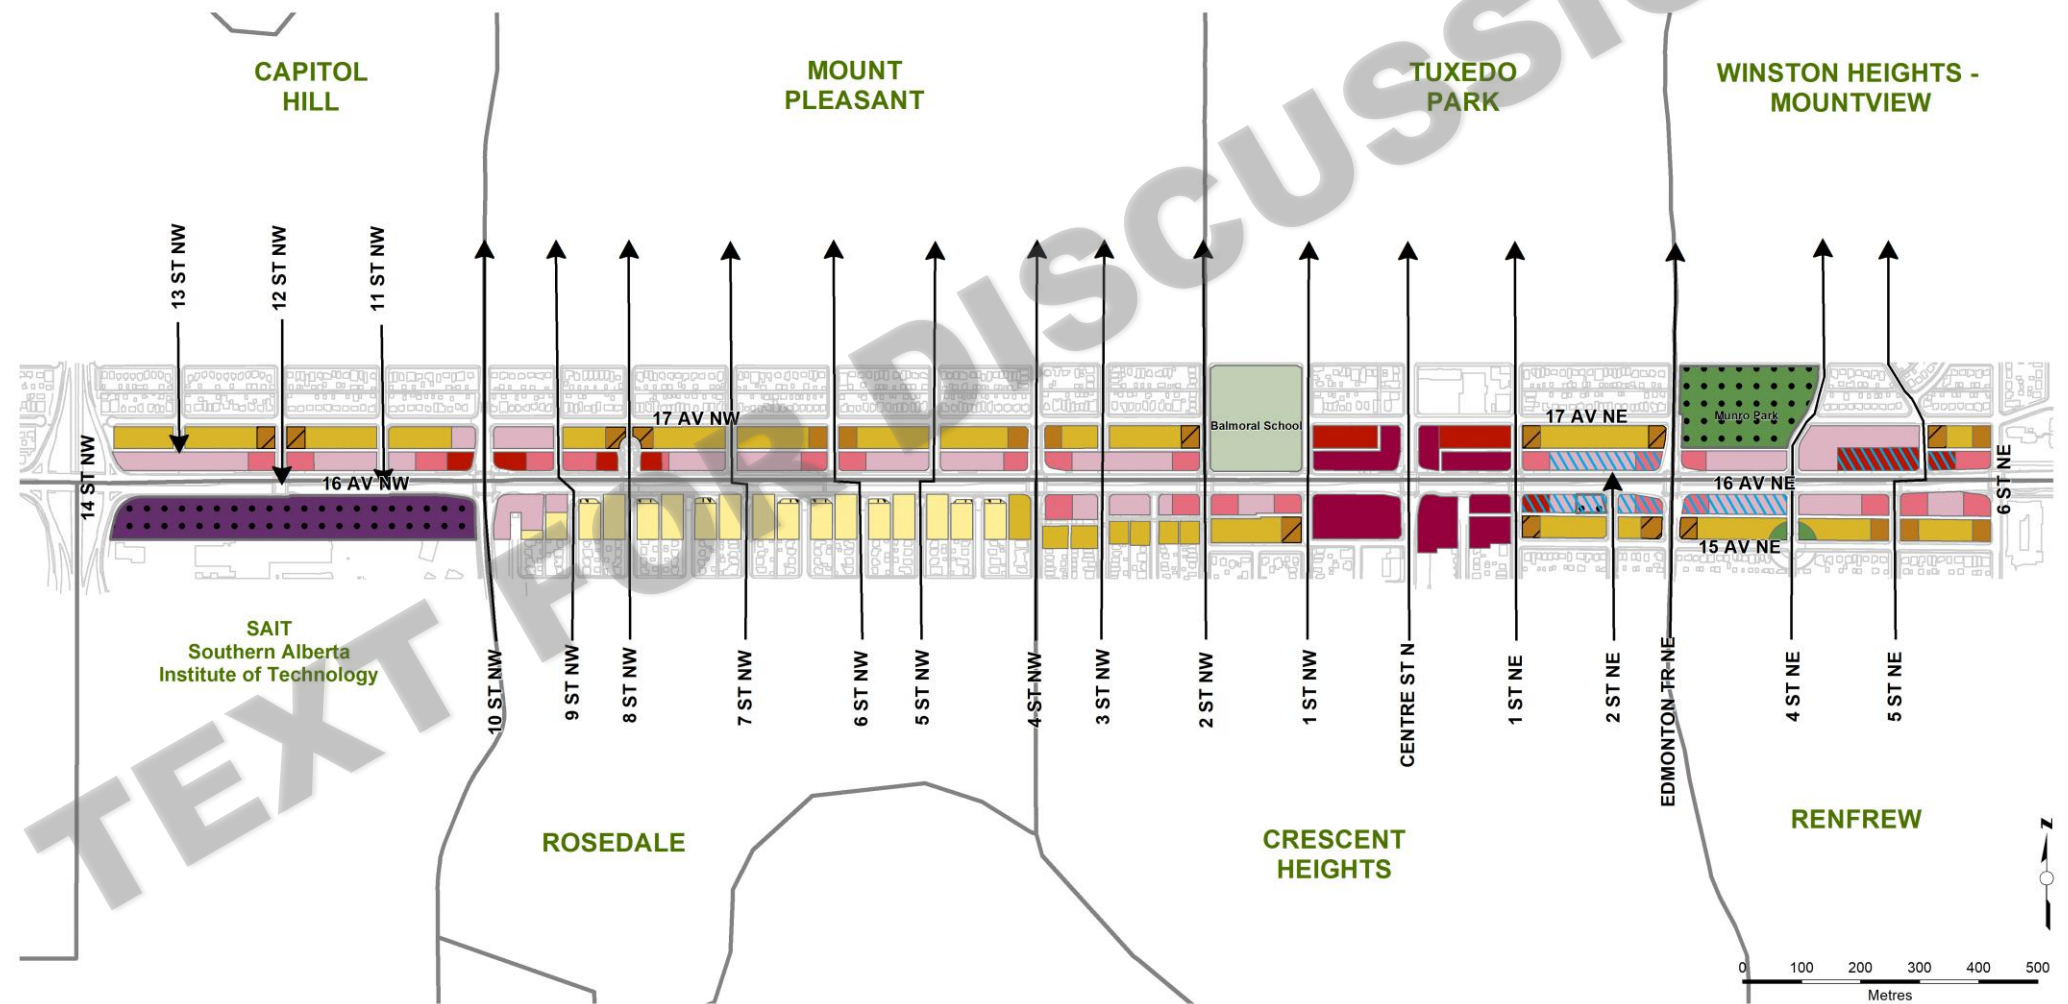 TEXT FOR DISCUSSIO
CAPITOL
HILL
MOUNT
PLEASANT
TUXEDO
PARK
WINSTON HEIGHTS -
MOUNTVIEW
13 ST NW
12 ST NW
11 ST NW
17 AV NW
17 AV NE
Munro Park
Balmoral School
14 ST NW
16 AV NW
16 AV NE
6 ST NE
15 AV NE
SAIT
Southern Alberta
Institute of Technology
10 ST NW
9 ST NW
8 ST NW
7 ST NW
6 ST NW
5 ST NW
4 ST NW
3 ST NW
2 ST NW
1 ST NW
CENTRE ST N
1 ST NE
2 ST NE
EDMONTON TR NE
4 ST NE
5 ST NE
ROSEDALE
CRESCENT
HEIGHTS
RENFREW
N
0 100 200 300 400 500
Metres